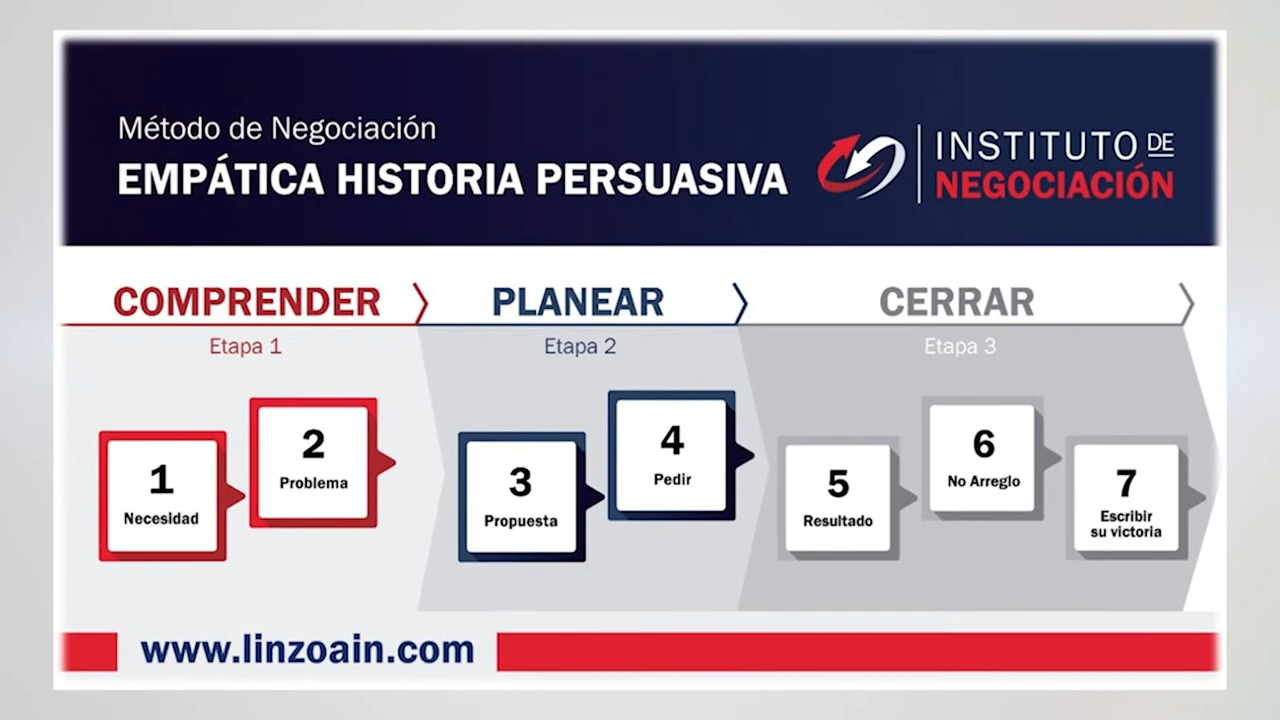 Método de Negociación
EMPÁTICA HISTORIA PERSUASIVA
INSTITUTO DE
NEGOCIACIÓN
COMPRENDER
Etapa 1
PLANEAR
Etapa 2
CERRAR
Etapa 3
1
Necesidad
2
Problema
3
Propuesta
4
Pedir
5
Resultado
6
No Arreglo
7
Escribir
su victoria
www.linzoain.com